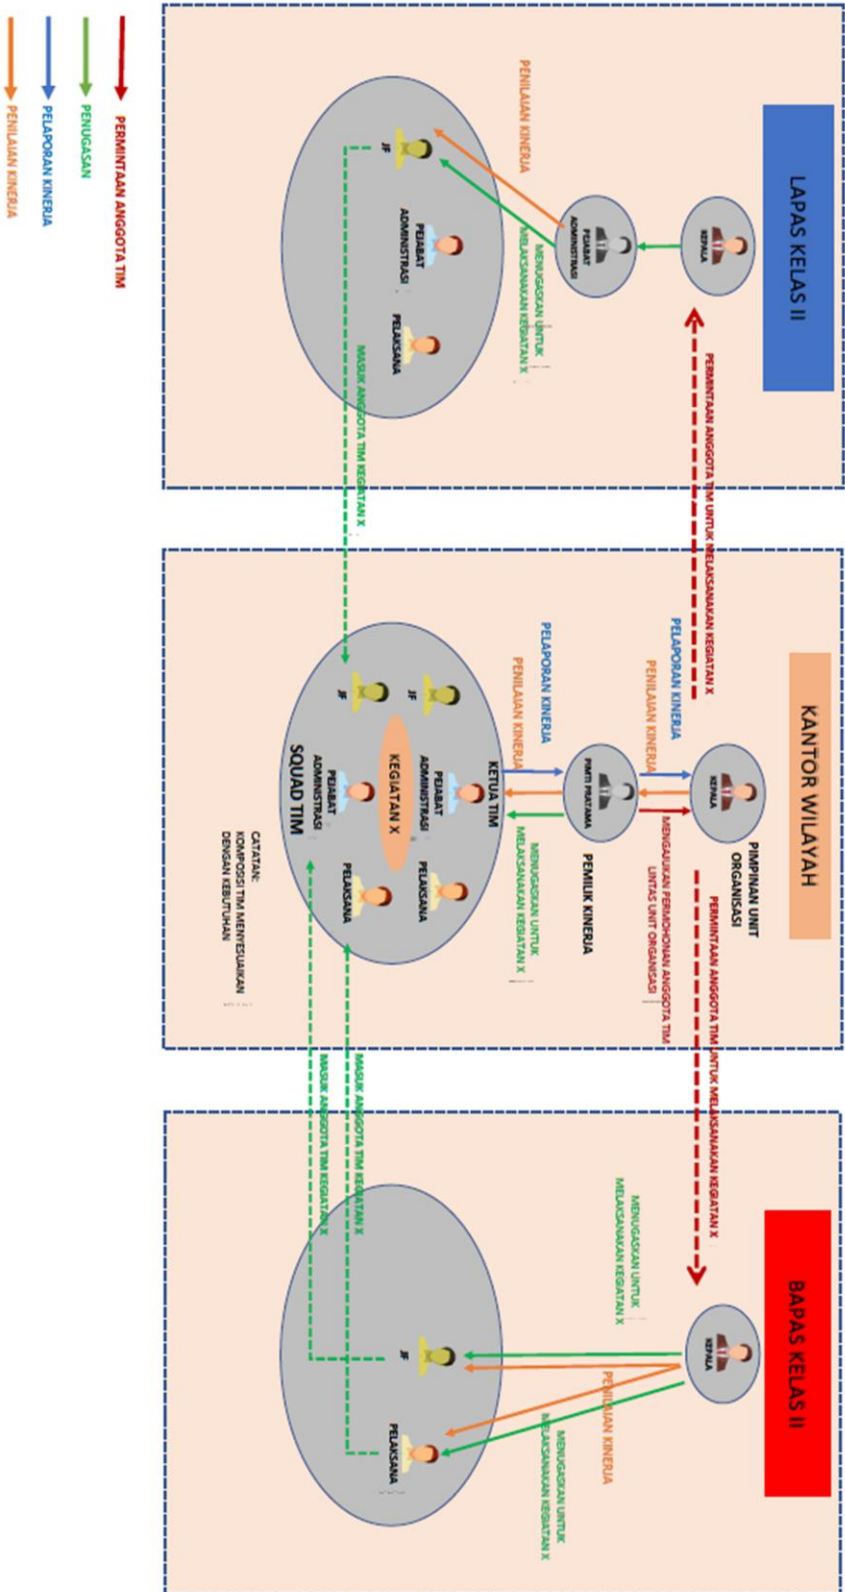 LAPAS KELAS II
KEPALA
PEJABAT
ADMINISTRASI
PENILAIAN KINERJA
MENUGASKAN UNTUK
MELAKSANAKAN KEGIATAN X
JF
PEJABAT
ADMINISTRASI
PELAKSANA
MASUK ANGGOTA TIM KEGIATAN X
PERMINTAAN ANGGOTA TIM UNTUK MELAKSANAKAN KEGIATAN X
KANTOR WILAYAH
PIMPINAN UNIT
ORGANISASI
KEPALA
PELAPORAN KINERJA
PENILAIAN KINERJA
MENGAJUKAN PERMOHONAN ANGGOTA TIM
LINTAS UNIT ORGANISASI
PIMTI PRATAMA
PEMILIK KINERJA
PELAPORAN KINERJA
PENILAIAN KINERJA
MENUGASKAN UNTUK
MELAKSANAKAN KEGIATAN X
KETUA TIM
JF
PEJABAT
ADMINISTRASI
PELAKSANA
KEGIATAN X
JF
PEJABAT
ADMINISTRASI
PELAKSANA
SQUAD TIM
CATATAN:
KOMPOSISI TIM MENYESUAIKAN
DENGAN KEBUTUHAN
PERMINTAAN ANGGOTA TIM UNTUK MELAKSANAKAN KEGIATAN X
BAPAS KELAS II
KEPALA
MENUGASKAN UNTUK
MELAKSANAKAN KEGIATAN X
PENILAIAN KINERJA
MENUGASKAN UNTUK
MELAKSANAKAN KEGIATAN X
JF
PELAKSANA
MASUK ANGGOTA TIM KEGIATAN X
MASUK ANGGOTA TIM KEGIATAN X
PERMINTAAN ANGGOTA TIM
PENUGASAN
PELAPORAN KINERJA
PENILAIAN KINERJA